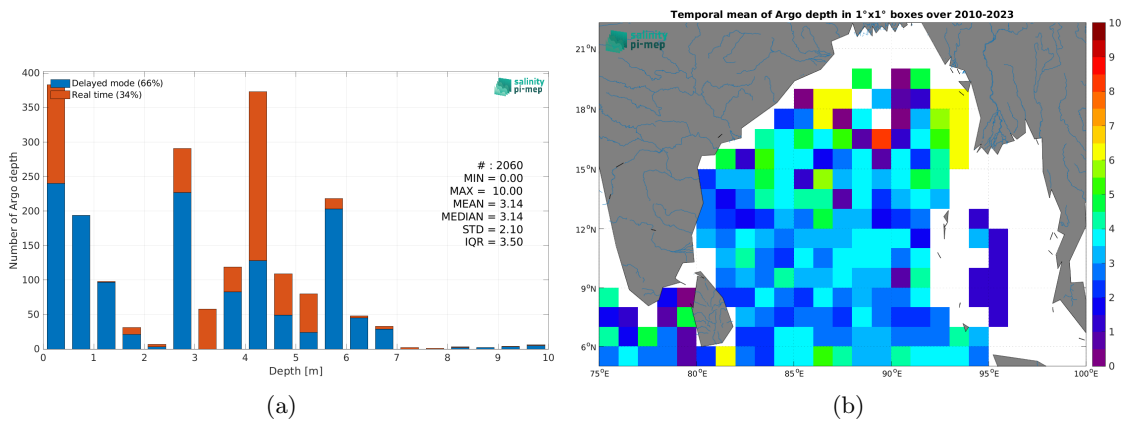 400
350
300
250
200
150
100
50
0
Number of Argo depth
Delayed mode (66%)
Real time (34%)
salinity
pi-mep
# : 2060
MIN = 0.00
MAX = 10.00
MEAN = 3.14
MEDIAN = 3.14
STD = 2.10
IQR = 3.50
0 1 2 3 4 5 6 7 8 9 10
Depth [m]
(a)
Temporal mean of Argo depth in 1°x1° boxes over 2010-2023
salinity
pi-mep
21°N
18°N
15°N
12°N
9°N
6°N
75°E 80°E 85°E 90°E 95°E 100°E
10
9
8
7
6
5
4
3
2
1
0
(b)